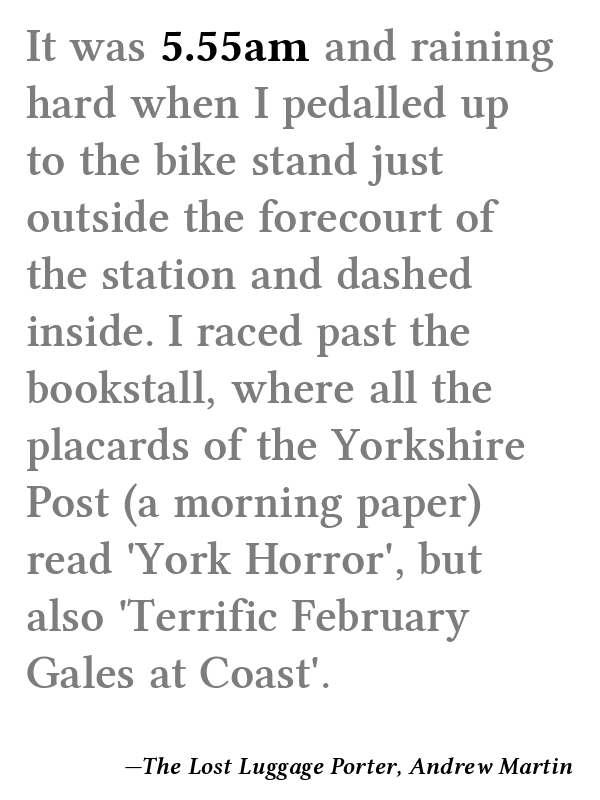 It was 5.55am and raining
hard when I pedalled up
to the bike stand just
outside the forecourt of
the station and dashed
inside. I raced past the
bookstall, where all the
placards of the Yorkshire
Post (a morning paper)
read 'York Horror', but
also 'Terrific February
Gales at Coast'.
—The Lost Luggage Porter, Andrew Martin